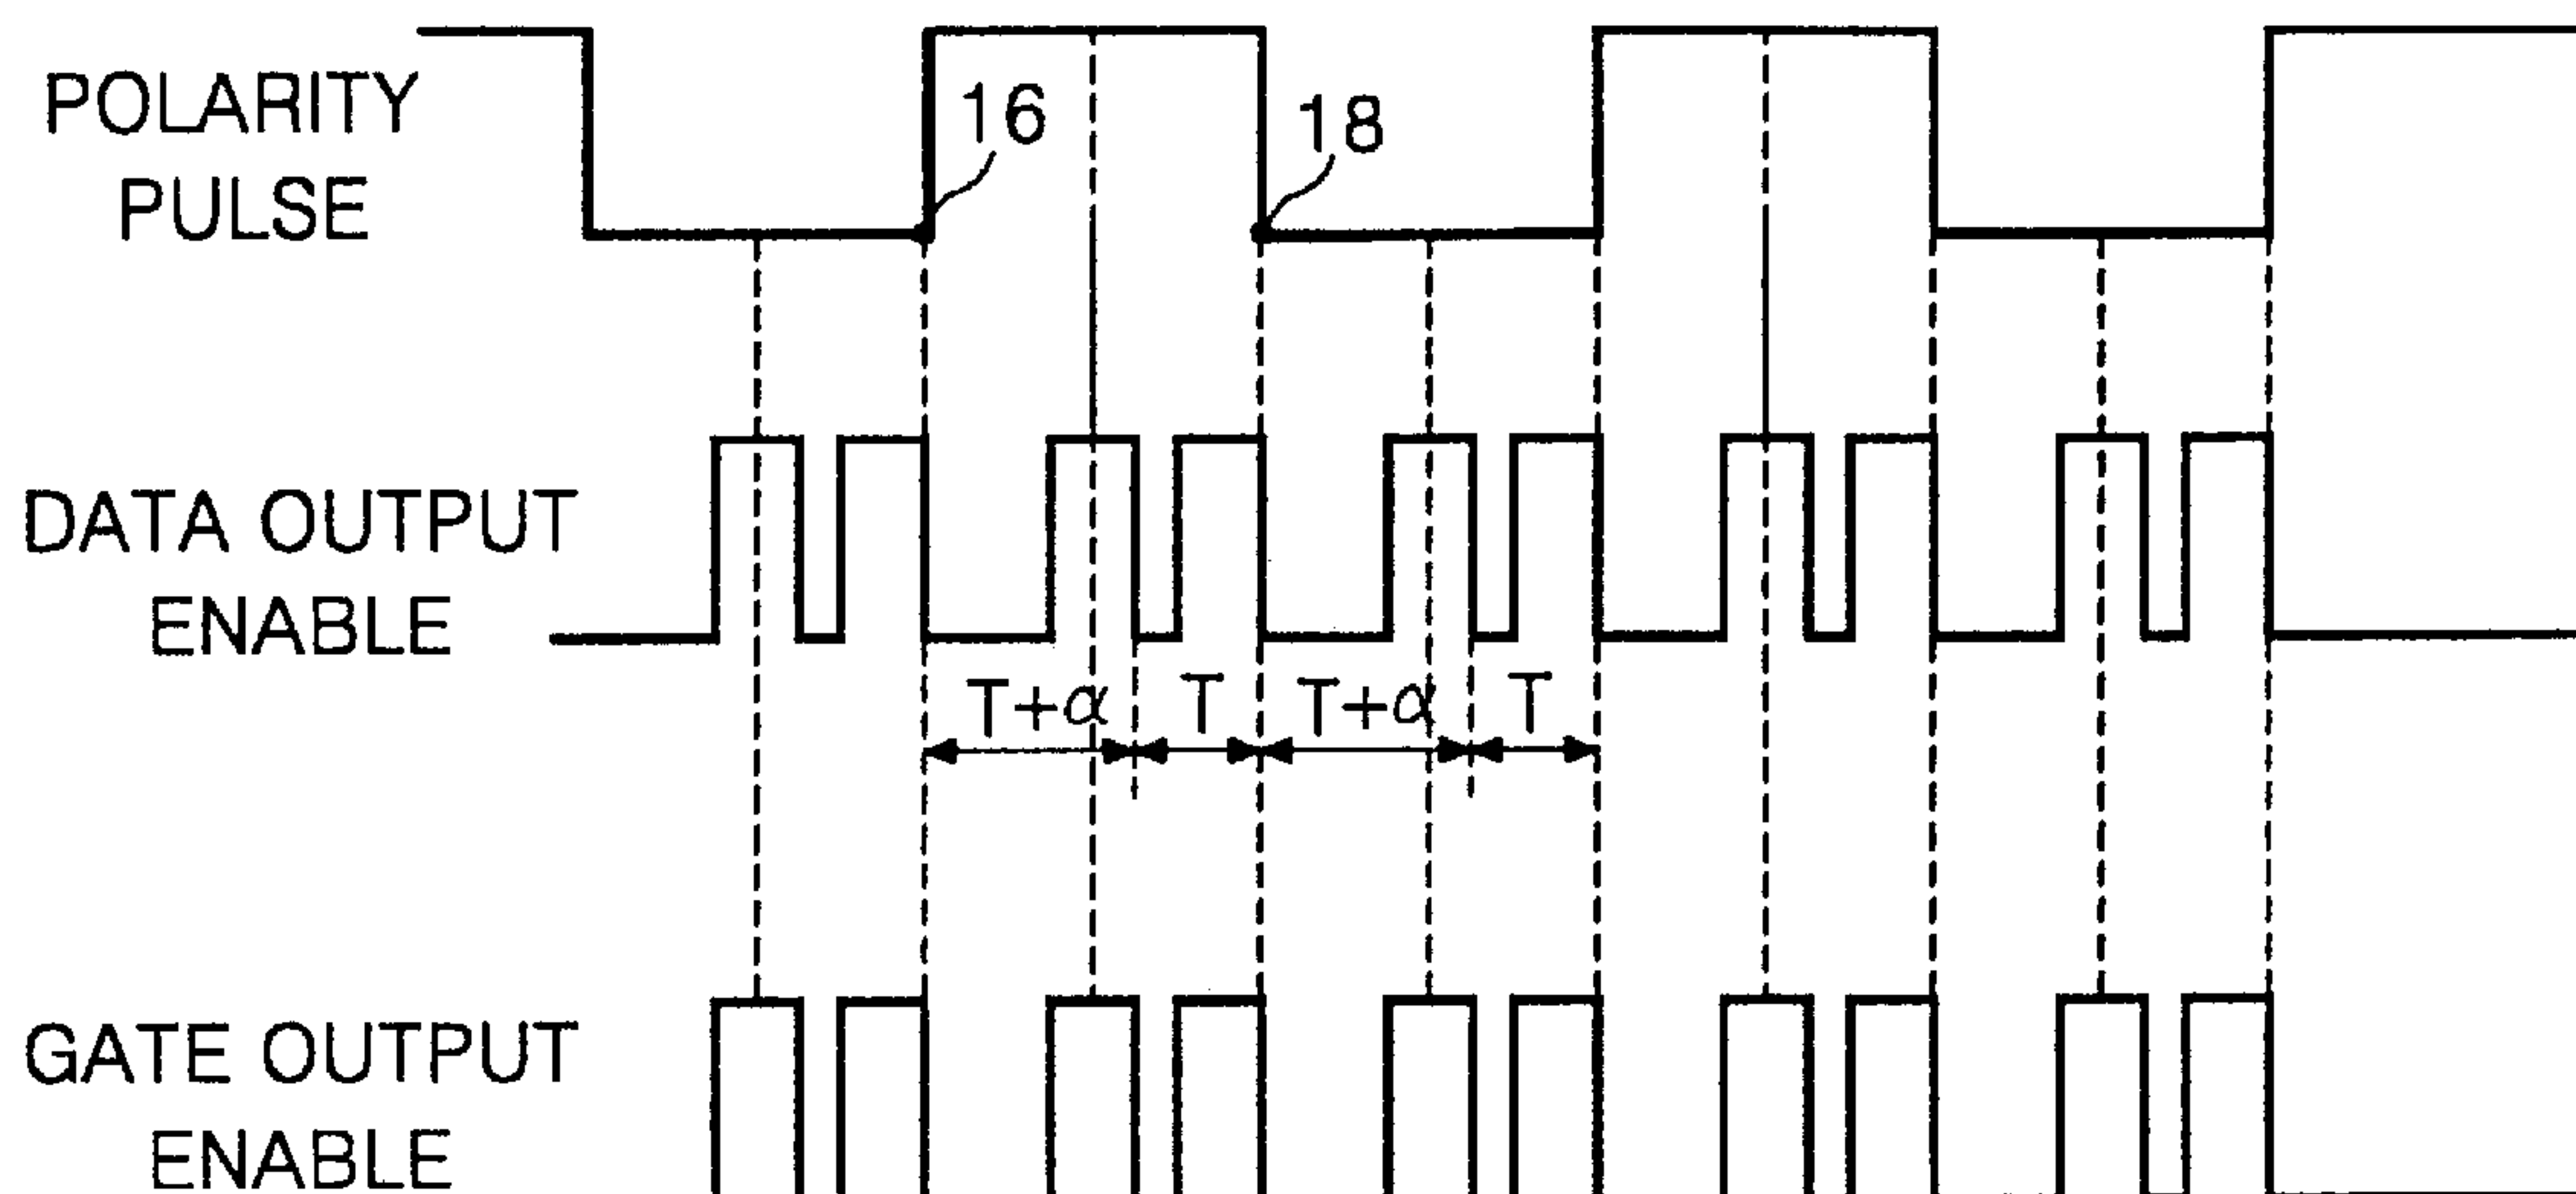 POLARITY
PULSE
16
18
DATA OUTPUT
ENABLE
T+α T T+α T
GATE OUTPUT
ENABLE